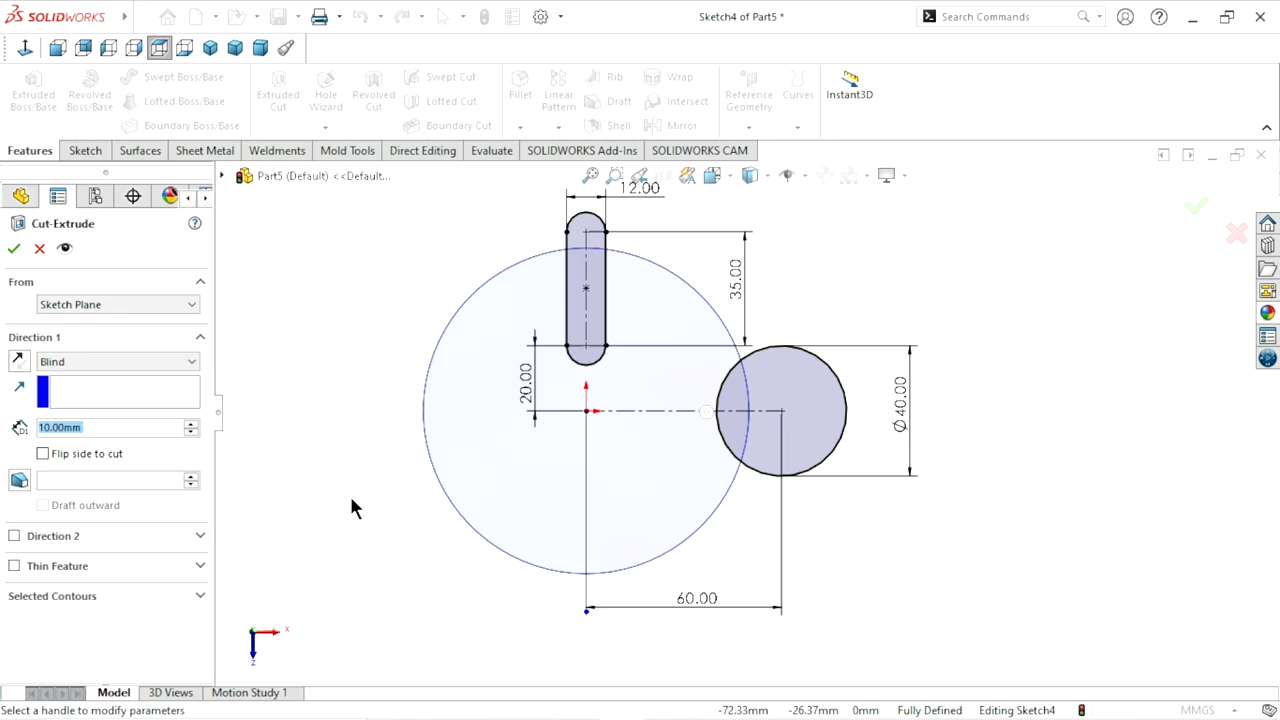 SOLIDWORKS
Sketch4 of Part5 *
Search Commands
Extruded Boss/Base
Revolved Boss/Base
Swept Boss/Base
Lofted Boss/Base
Boundary Boss/Base
Extruded Cut
Hole Wizard
Revolved Cut
Swept Cut
Lofted Cut
Boundary Cut
Fillet
Linear Pattern
Rib
Draft
Shell
Wrap
Intersect
Mirror
Reference Geometry
Curves
Instant3D
Features Sketch Surfaces Sheet Metal Weldments Mold Tools Direct Editing Evaluate SOLIDWORKS Add-Ins SOLIDWORKS CAM
Part5 (Default) <<Default...
Cut-Extrude
From
Sketch Plane
Direction 1
Blind
10.00mm
Flip side to cut
Draft outward
Direction 2
Thin Feature
Selected Contours
12.00
35.00
20.00
Ø40.00
60.00
x
z
Model 3D Views Motion Study 1
Select a handle to modify parameters
-72.33mm -26.37mm 0mm Fully Defined Editing Sketch4 MMGS